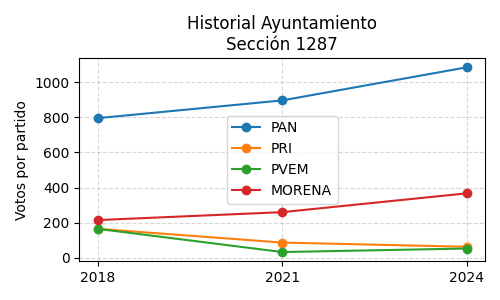 Historial Ayuntamiento
Sección 1287
Votos por partido
1000
800
600
400
200
0
PAN
PRI
PVEM
MORENA
2018
2021
2024